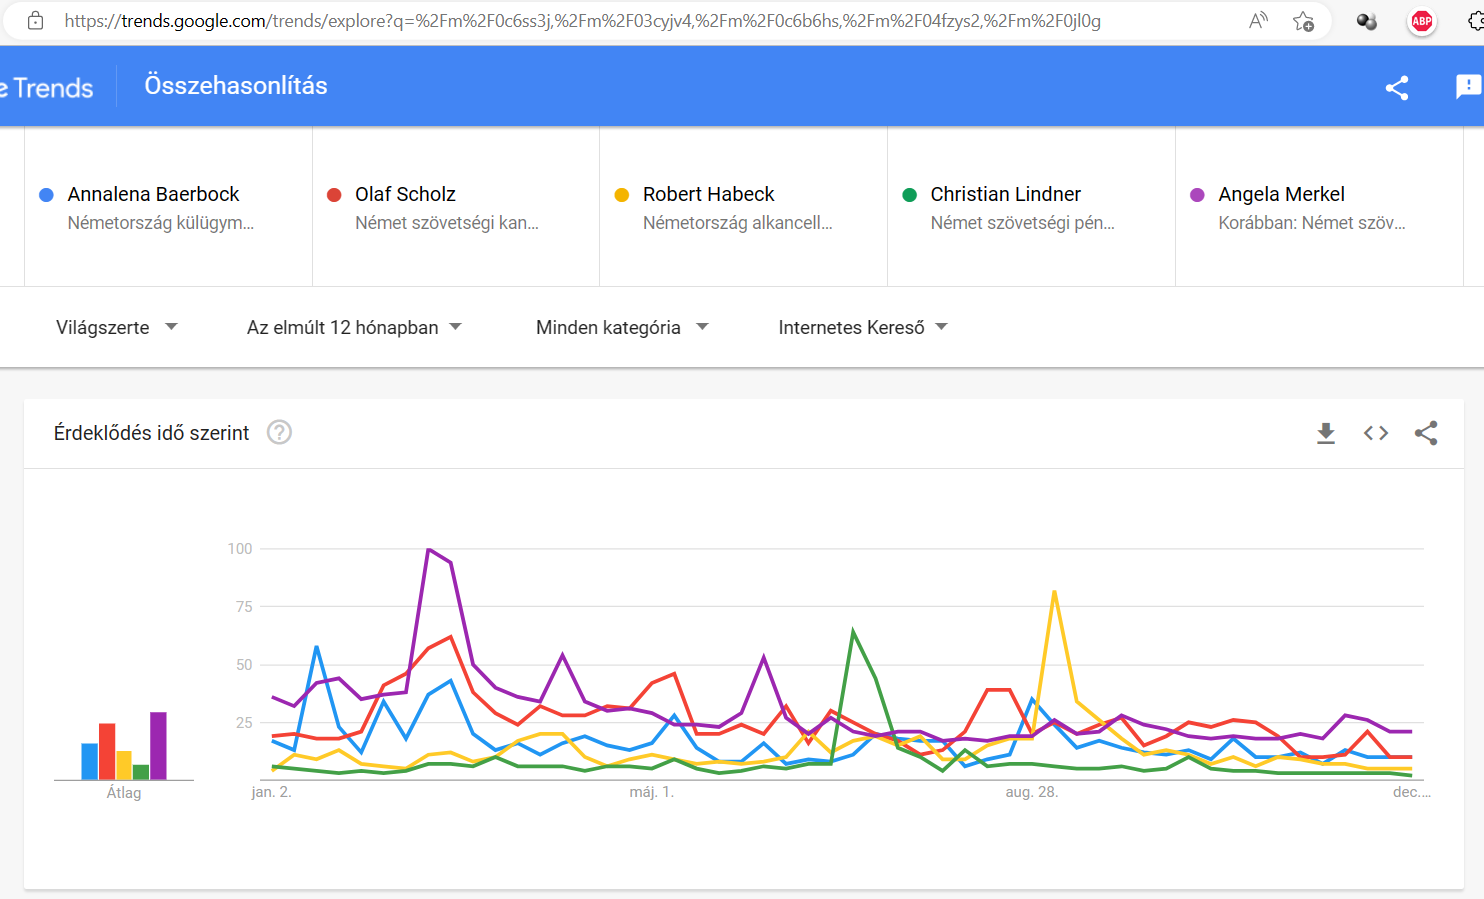 https://trends.google.com/trends/explore?q=%2Fm%2F0c6ss3j,%2Fm%2F03cyjv4,%2Fm%2F0c6b6hs,%2Fm%2F04fzys2,%2Fm%2F0jl0g
ABP
e Trends
Összehasonlítás
Annalena Baerbock
Németország külügym...
Olaf Scholz
Német szövetségi kan...
Robert Habeck
Németország alkancell...
Christian Lindner
Német szövetségi pén...
Angela Merkel
Korábban: Német szöv...
Világszerte
Az elmúlt 12 hónapban
Minden kategória
Internetes Kereső
Érdeklődés idő szerint
100
75
50
25
Átlag
jan. 2.
máj. 1.
aug. 28.
dec....